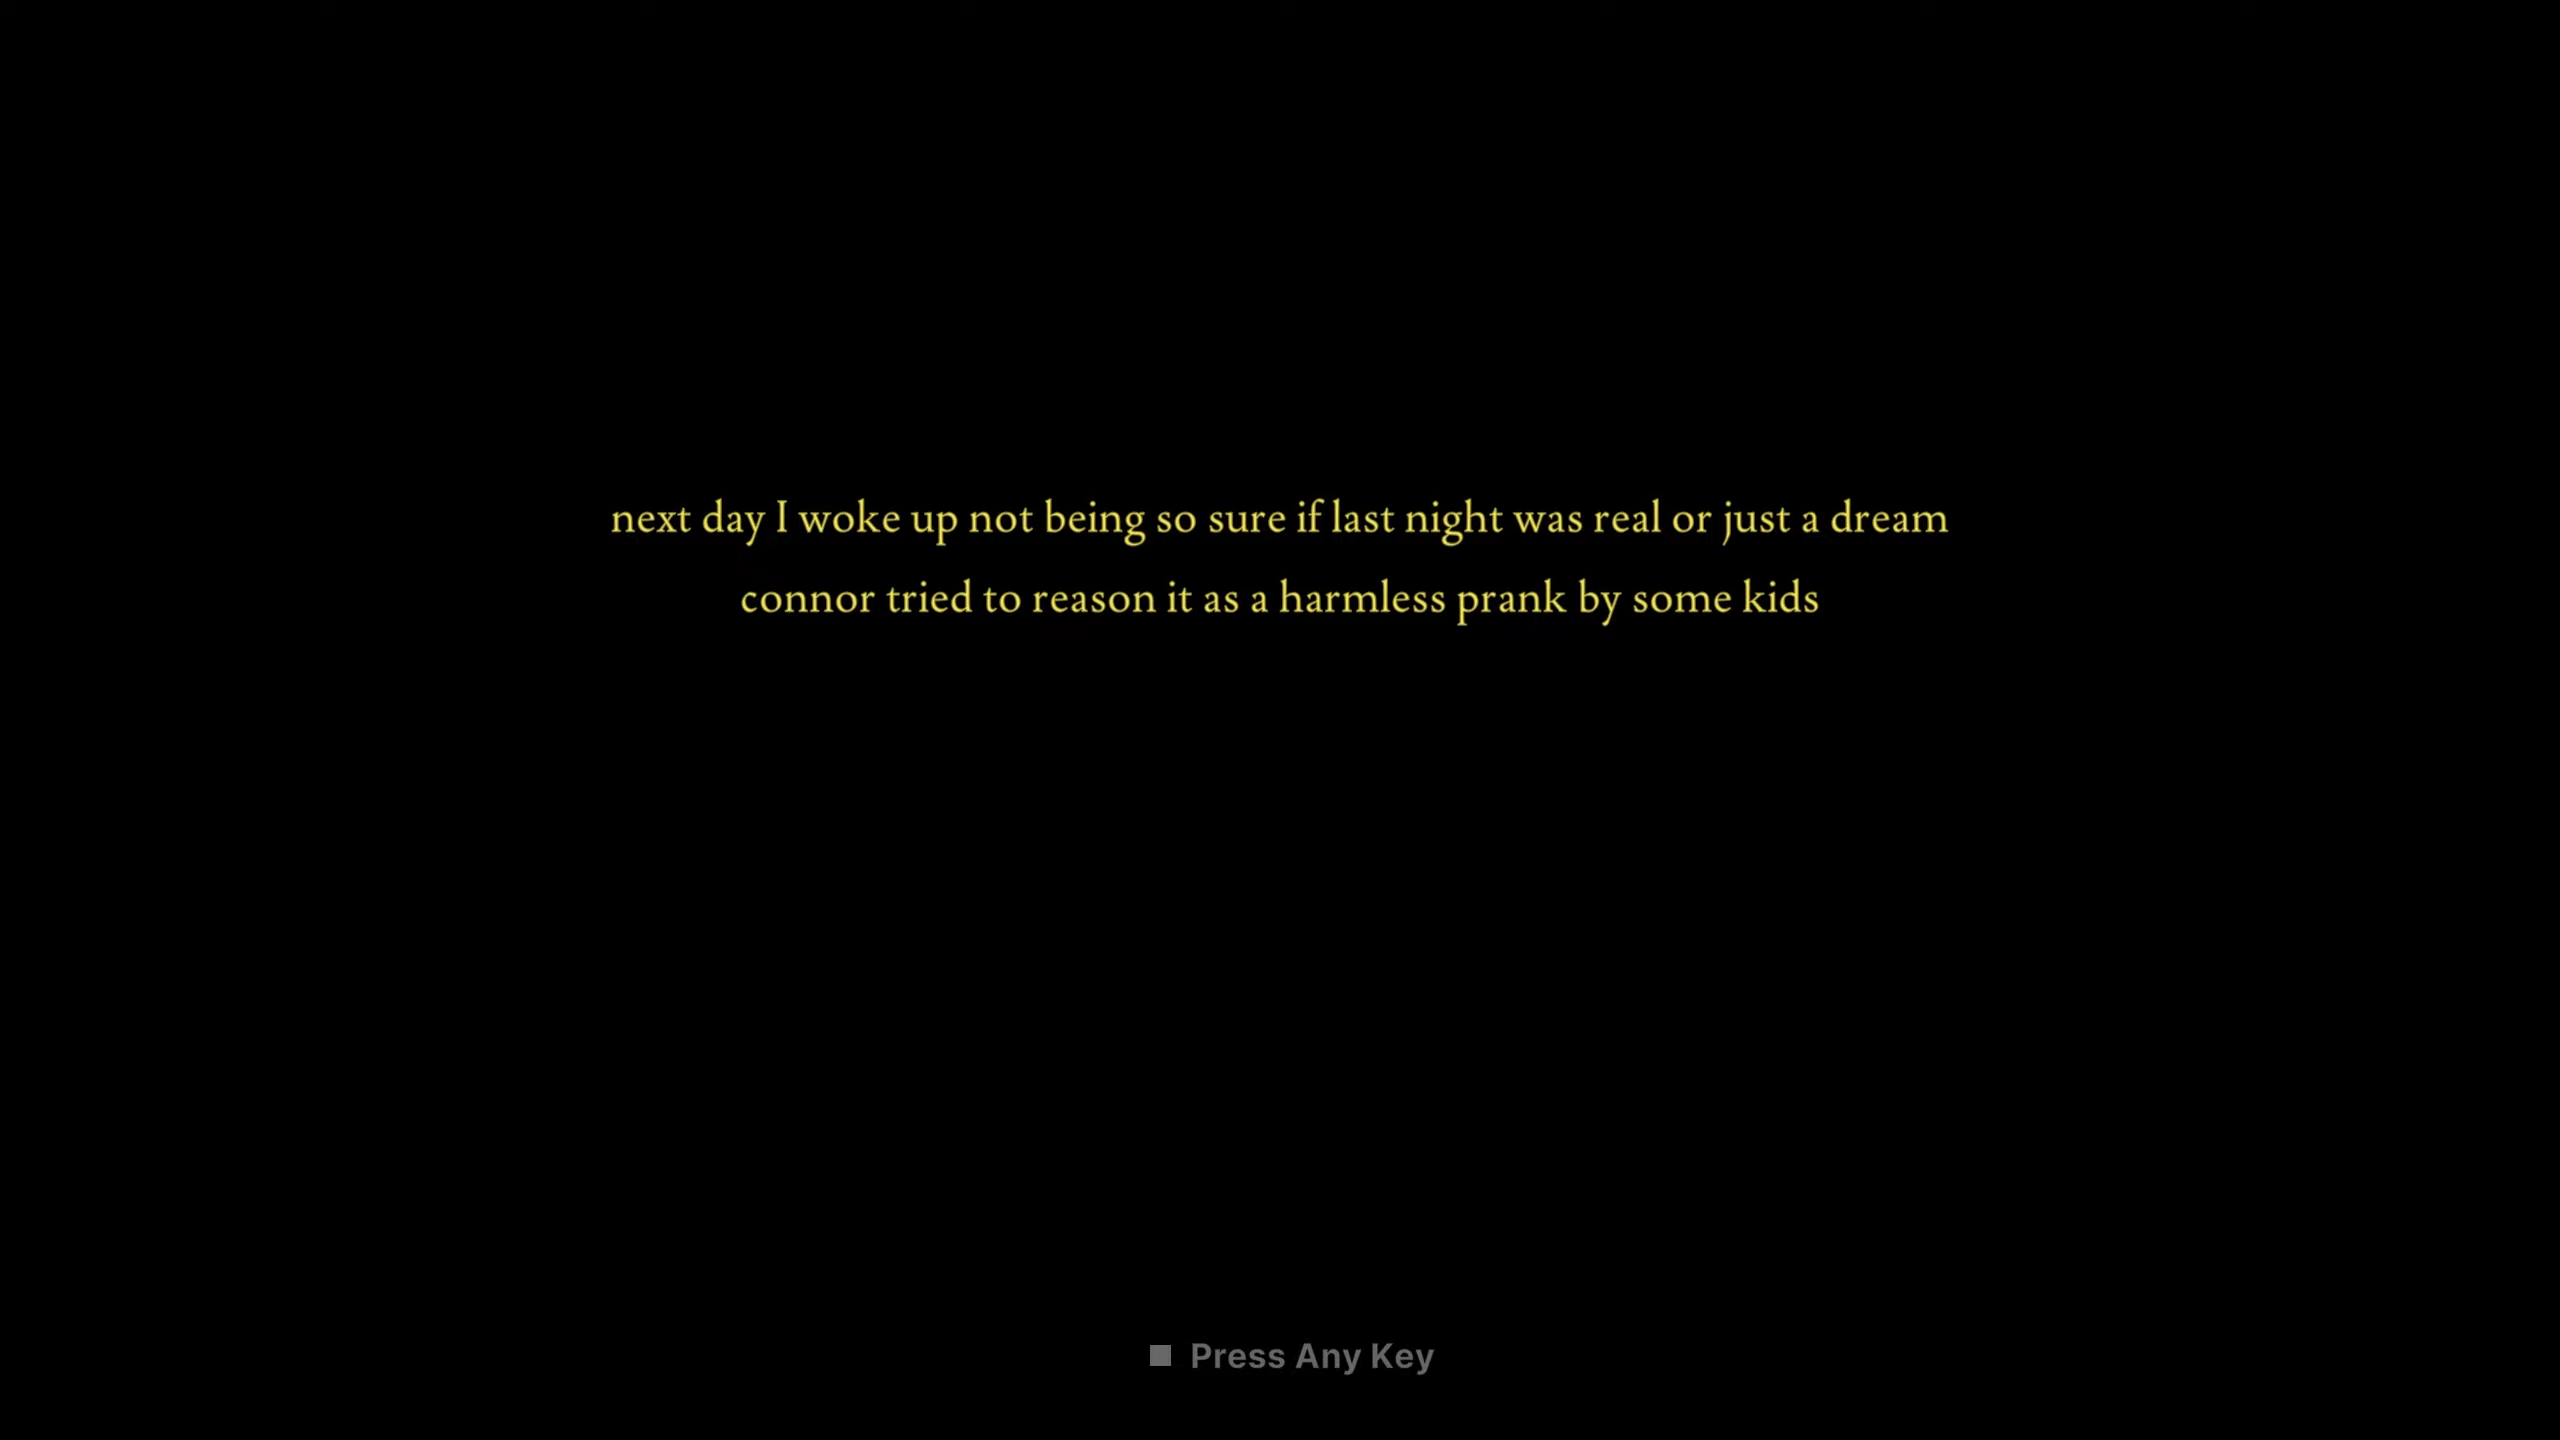 next day I woke up not being so sure if last night was real or just a dream
connor tried to reason it as a harmless prank by some kids
Press Any Key